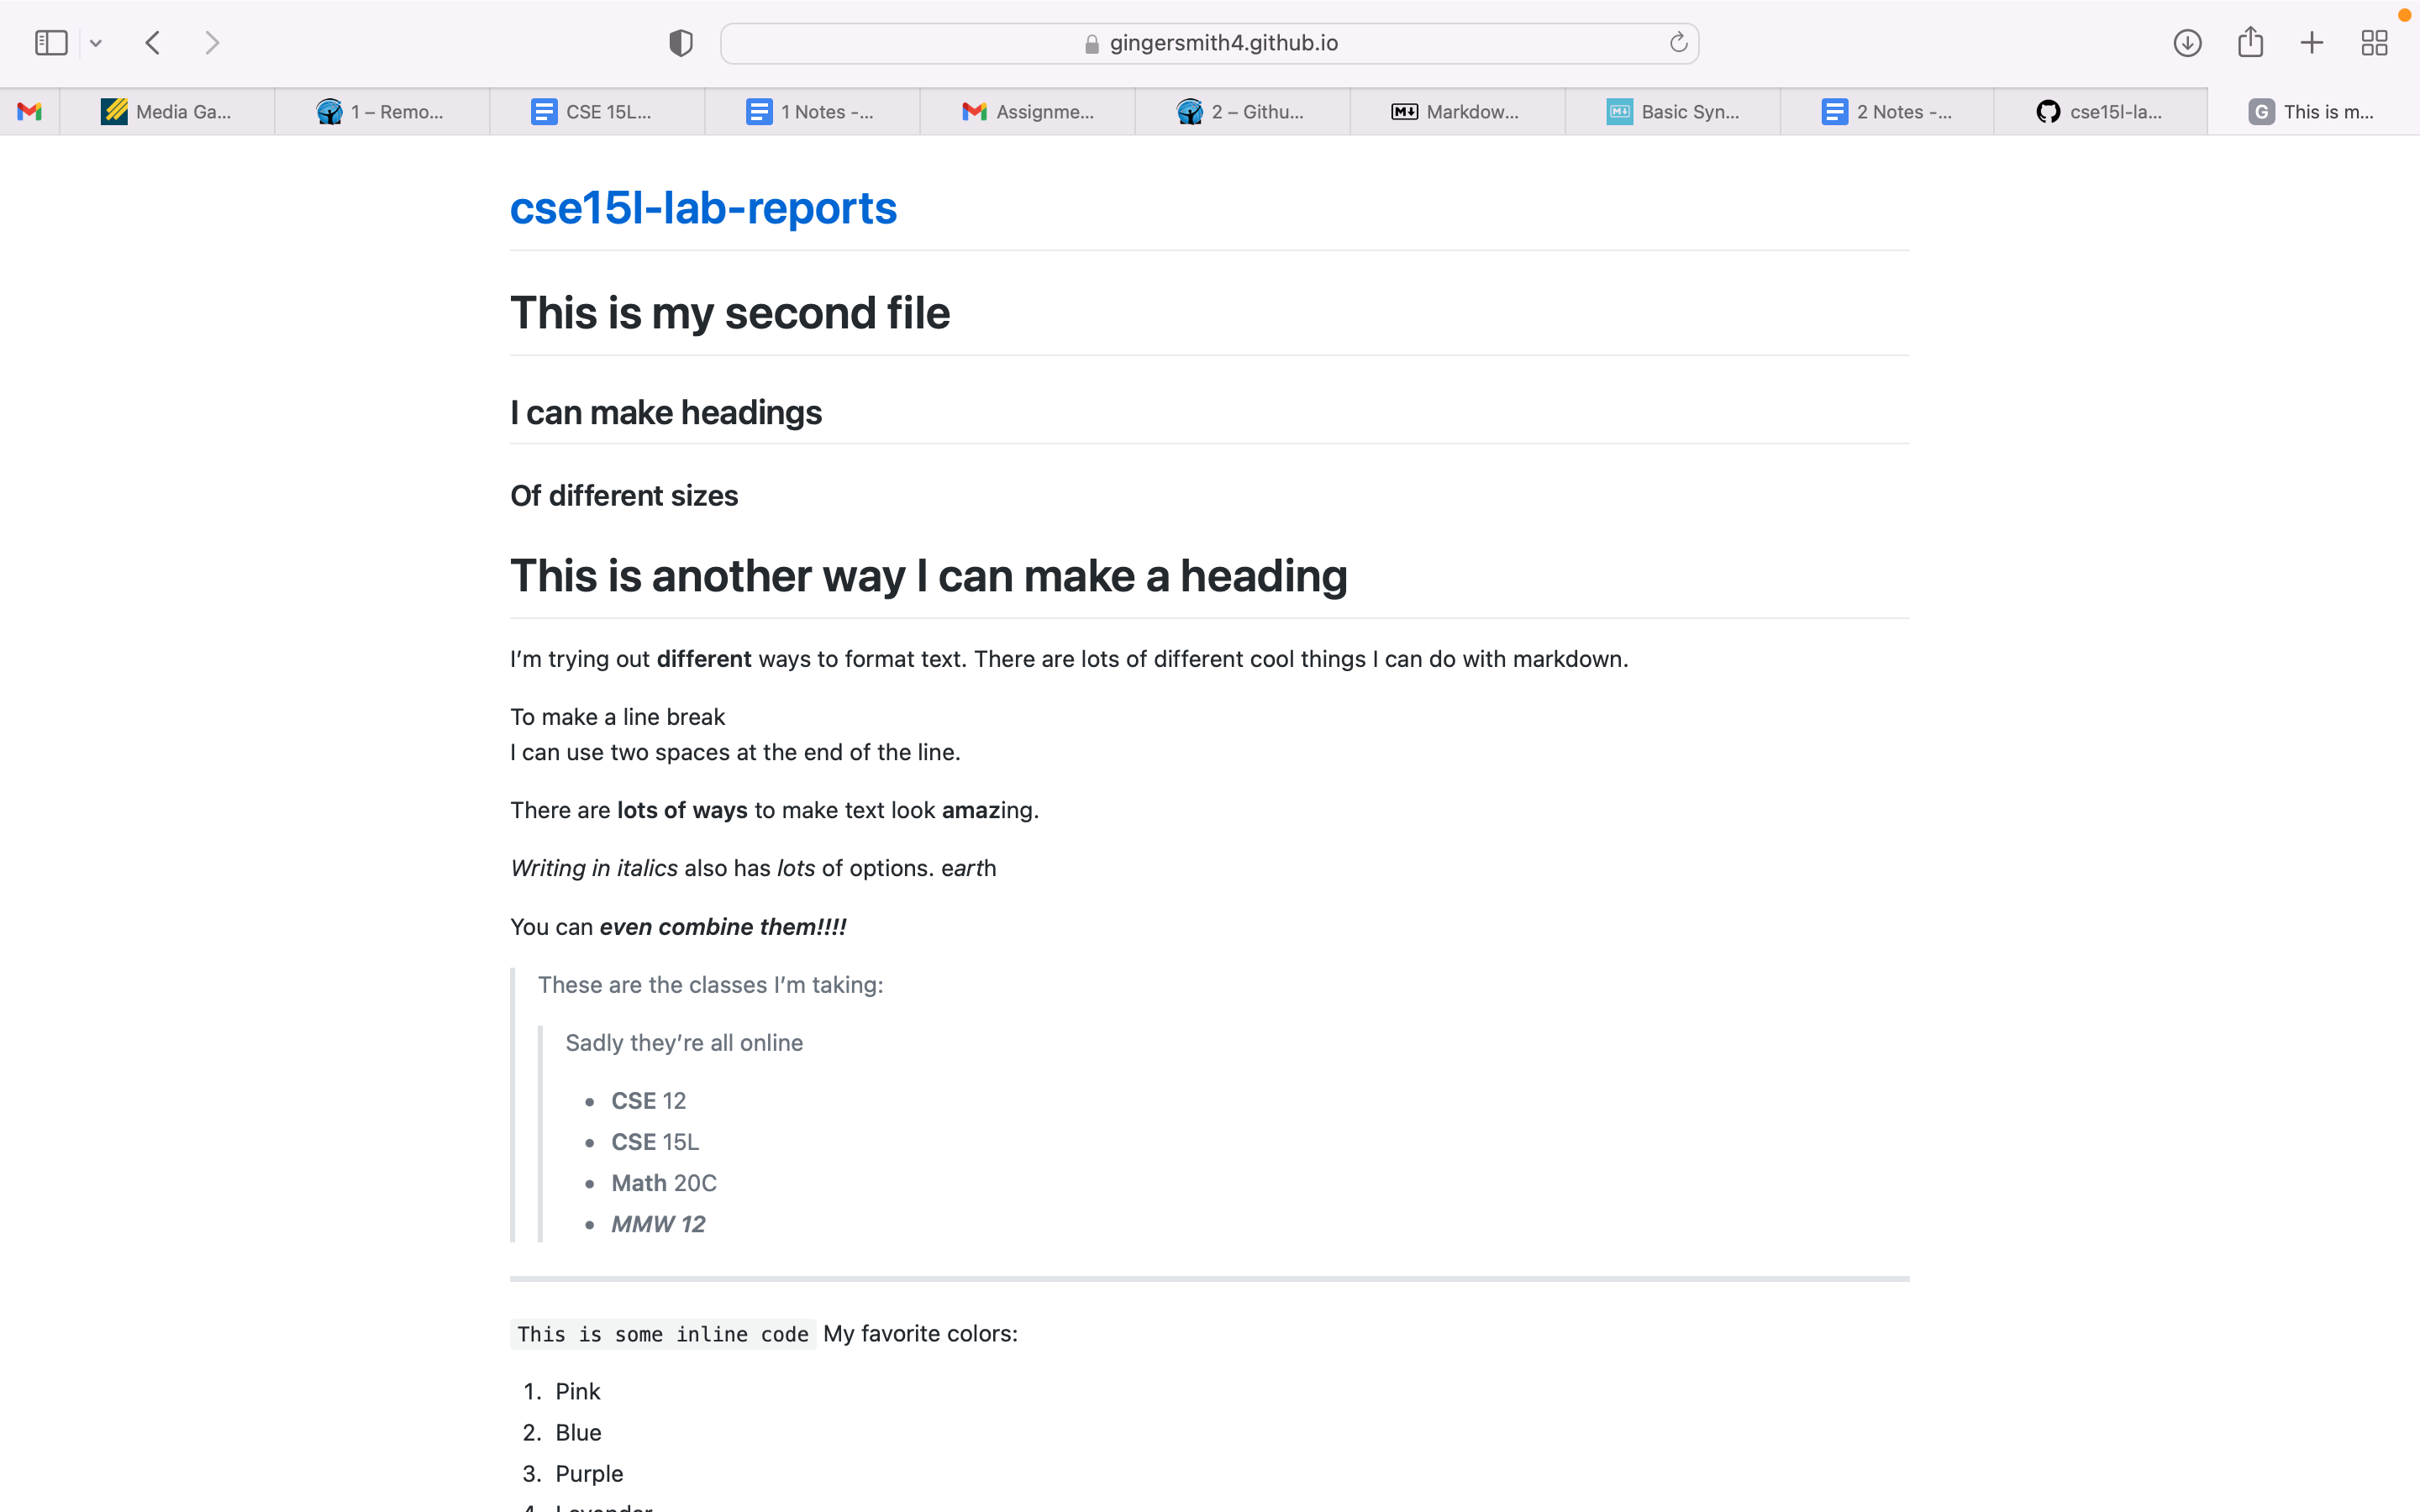 gingersmith4.github.io
Media Ga... 1 – Remo... CSE 15L... 1 Notes -... Assignme... 2 – Githu... Markdow... Basic Syn... 2 Notes -... cse15l-la... G This is m...
cse15l-lab-reports
This is my second file
I can make headings
Of different sizes
This is another way I can make a heading
I’m trying out different ways to format text. There are lots of different cool things I can do with markdown.
To make a line break
I can use two spaces at the end of the line.
There are lots of ways to make text look amazing.
Writing in italics also has lots of options. earth
You can even combine them!!!!
These are the classes I’m taking:
Sadly they’re all online
• CSE 12
• CSE 15L
• Math 20C
• MMW 12
This is some inline code My favorite colors:
1. Pink
2. Blue
3. Purple
4. Lavender